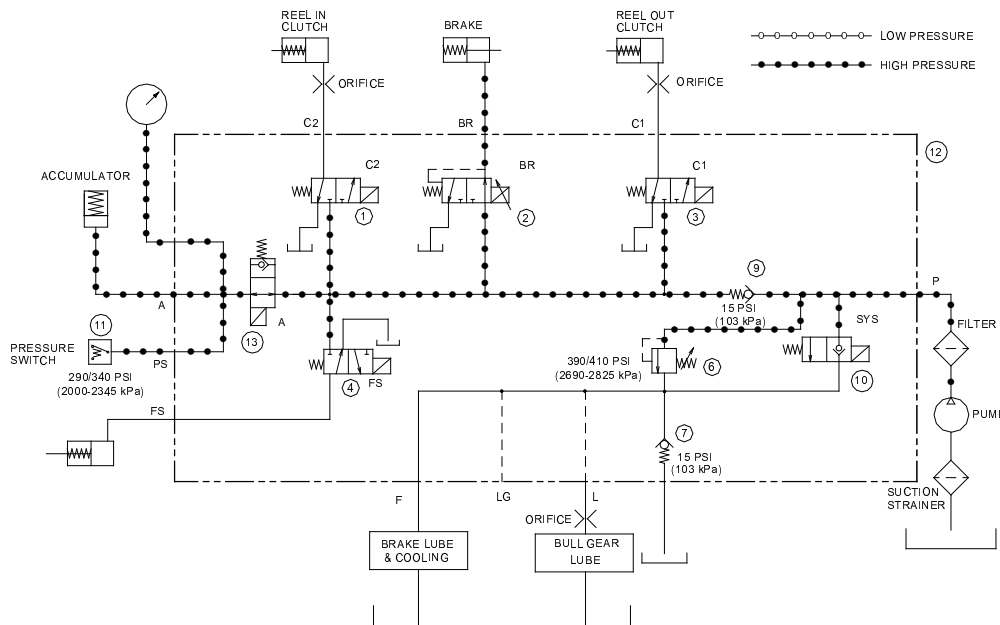 REEL IN
CLUTCH
BRAKE
REEL OUT
CLUTCH
LOW PRESSURE
HIGH PRESSURE
ORIFICE
ORIFICE
C2
BR
C1
12
ACCUMULATOR
C2
BR
C1
1
2
3
9
A
A
13
15 PSI
(103 kPa)
P
SYS
11
PRESSURE
SWITCH
PS
290/340 PSI
(2000-2345 kPa)
4
FS
390/410 PSI
(2690-2825 kPa)
6
10
FILTER
FS
PUMP
7
15 PSI
(103 kPa)
SUCTION
STRAINER
F
LG
L
ORIFICE
BRAKE LUBE
& COOLING
BULL GEAR
LUBE